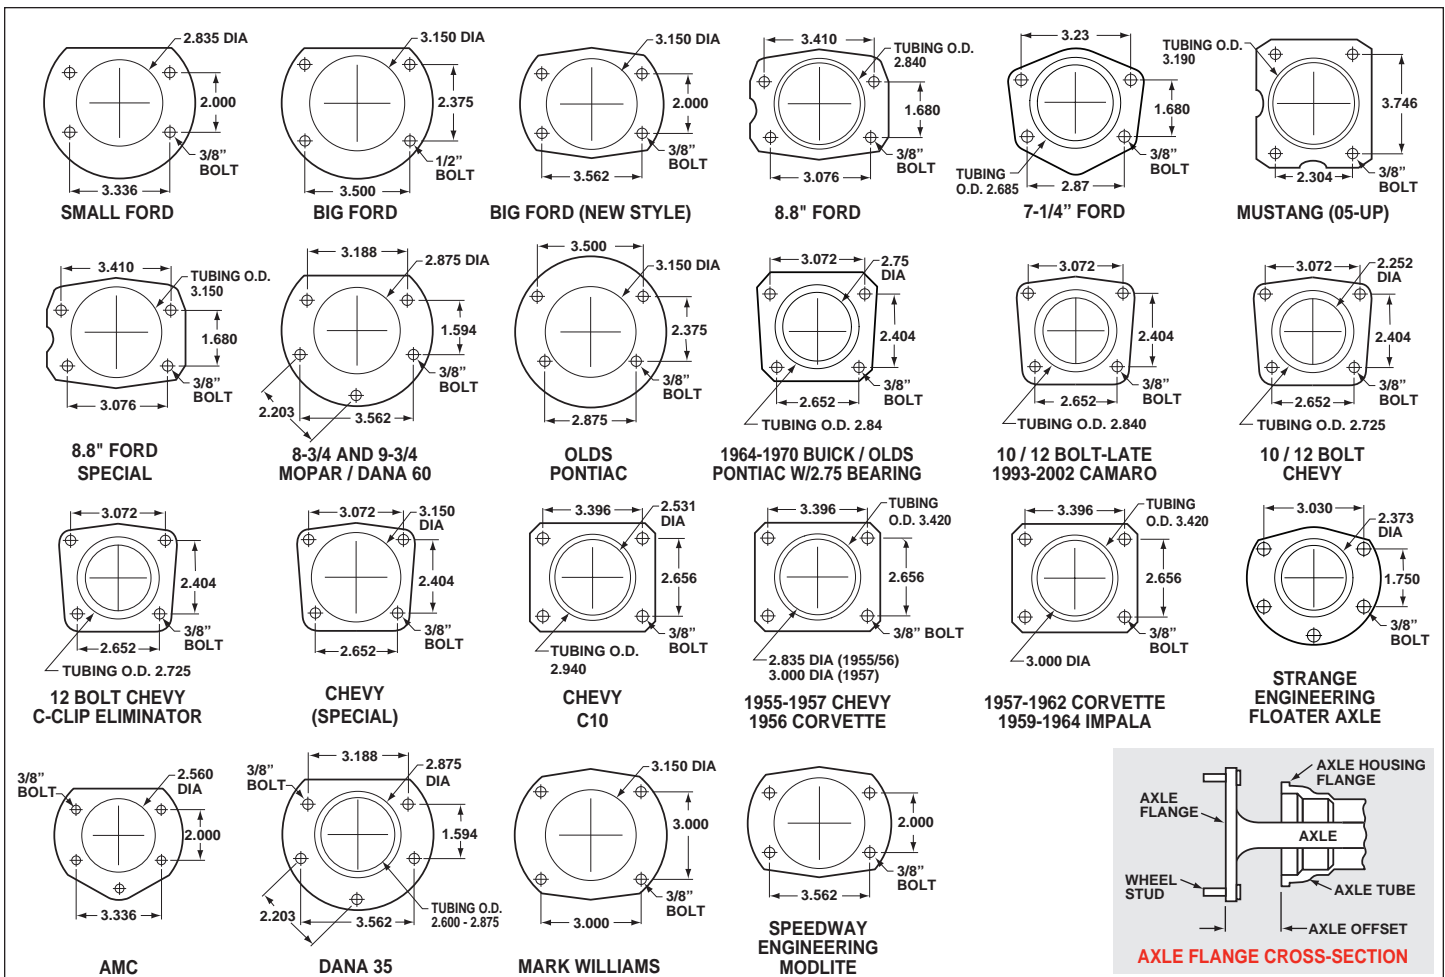 2.835 DIA
2.000
3/8”
BOLT
3.336
SMALL FORD
3.150 DIA
2.375
1/2”
BOLT
3.500
BIG FORD
3.150 DIA
2.000
3/8”
BOLT
3.562
BIG FORD (NEW STYLE)
3.410
TUBING O.D.
2.840
1.680
3/8”
BOLT
3.076
8.8" FORD
3.23
1.680
TUBING
O.D. 2.685
3/8”
BOLT
2.87
7-1/4” FORD
TUBING O.D.
3.190
3.746
2.304
3/8”
BOLT
MUSTANG (05-UP)
3.410
TUBING O.D.
3.150
1.680
3/8”
BOLT
3.076
8.8" FORD
SPECIAL
3.188
2.875 DIA
1.594
3/8”
BOLT
2.203
3.562
8-3/4 AND 9-3/4
MOPAR / DANA 60
3.500
3.150 DIA
2.375
3/8”
BOLT
2.875
OLDS
PONTIAC
3.072
2.75
DIA
2.404
3/8”
BOLT
2.652
TUBING O.D. 2.84
1964-1970 BUICK / OLDS
PONTIAC W/2.75 BEARING
3.072
2.404
3/8”
BOLT
2.652
TUBING O.D. 2.840
10 / 12 BOLT-LATE
1993-2002 CAMARO
3.072
2.252
DIA
2.404
3/8”
BOLT
2.652
TUBING O.D. 2.725
10 / 12 BOLT
CHEVY
3.072
2.404
3/8”
BOLT
2.652
TUBING O.D. 2.725
12 BOLT CHEVY
C-CLIP ELIMINATOR
3.072
3.150
DIA
2.404
3/8”
BOLT
2.652
CHEVY
(SPECIAL)
3.396
2.531
DIA
2.656
3/8”
BOLT
TUBING O.D.
2.940
CHEVY
C10
3.396
TUBING
O.D. 3.420
2.656
3/8” BOLT
2.835 DIA (1955/56)
3.000 DIA (1957)
1955-1957 CHEVY
1956 CORVETTE
3.396
TUBING
O.D. 3.420
2.656
3/8”
BOLT
3.000 DIA
1957-1962 CORVETTE
1959-1964 IMPALA
3.030
2.373
DIA
1.750
3/8”
BOLT
STRANGE
ENGINEERING
FLOATER AXLE
3/8”
BOLT
2.560
DIA
2.000
3.336
AMC
3/8”
BOLT
3.188
2.875
DIA
1.594
2.203
3.562
TUBING O.D.
2.600 - 2.875
DANA 35
3.150 DIA
3.000
3/8”
BOLT
3.000
MARK WILLIAMS
2.000
3/8”
BOLT
3.562
SPEEDWAY
ENGINEERING
MODLITE
AXLE HOUSING
FLANGE
AXLE
FLANGE
AXLE
WHEEL
STUD
AXLE TUBE
AXLE OFFSET
AXLE FLANGE CROSS-SECTION